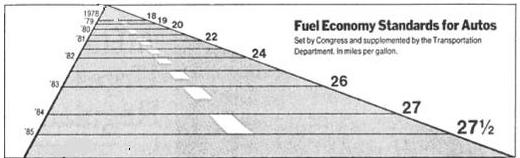 Fuel Economy Standards for Autos
Set by Congress and supplemented by the Transportation
Department. In miles per gallon.
1978 18
'79 19
'80 20
'81 22
'82 24
'83 26
'84 27
'85 27½